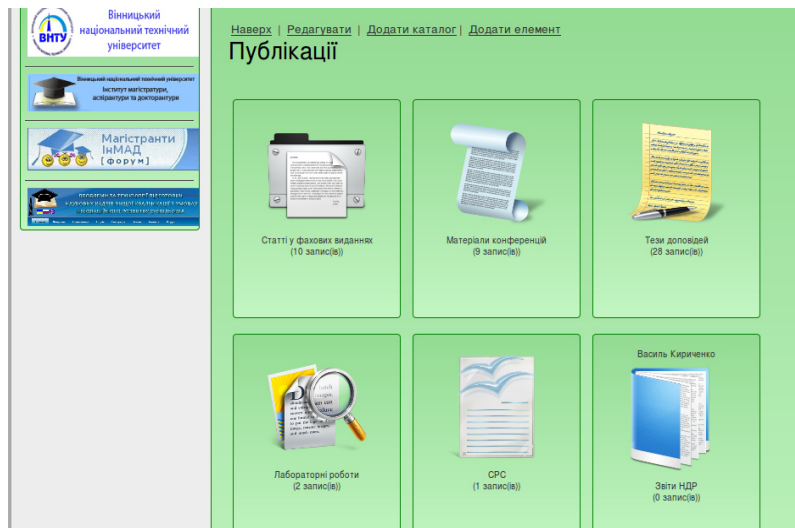 ВНТУ
Вінницький
національний технічний
університет
Вінницький національний технічний університет
Інститут магістратури,
аспірантури та докторантури
Магістранти
ІнМАД
[форум]
Наверх | Редагувати | Додати каталог | Додати елемент
Публікації
Статті у фахових виданнях
(10 запис(ів))
Матеріали конференцій
(9 запис(ів))
Тези доповідей
(28 запис(ів))
Лабораторні роботи
(2 запис(ів))
СРС
(1 запис(ів))
Василь Кириченко
Звіти НДР
(0 запис(ів))